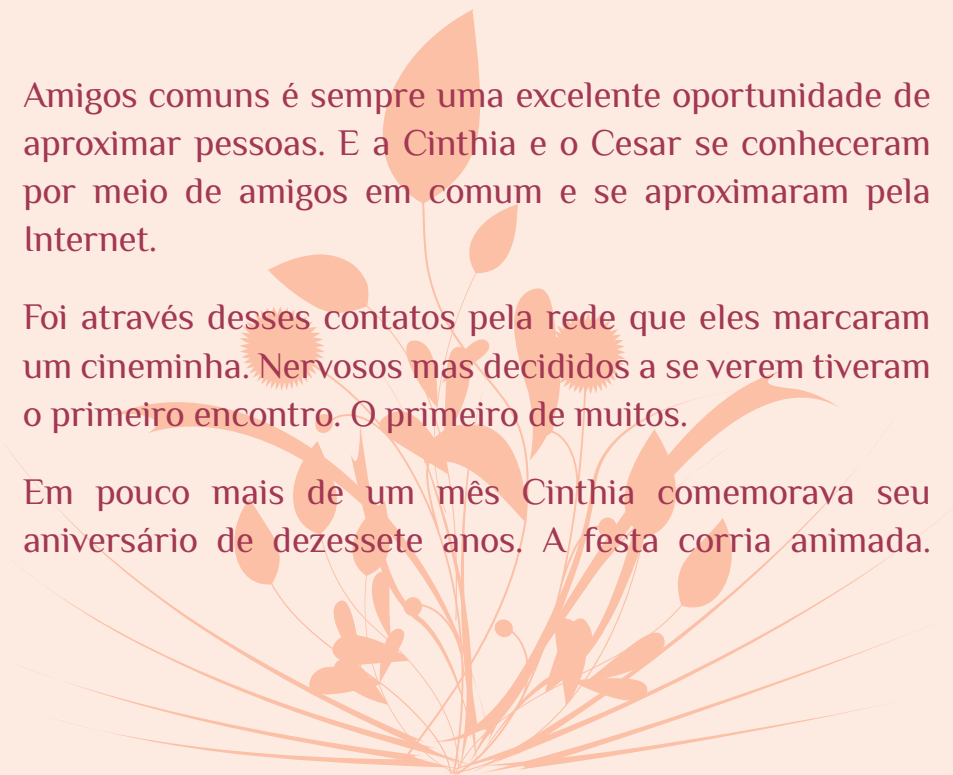 Amigos comuns é sempre uma excelente oportunidade de
aproximar pessoas. E a Cinthia e o Cesar se conheceram
por meio de amigos em comum e se aproximaram pela
Internet.
Foi através desses contatos pela rede que eles marcaram
um cineminha. Nervosos mas decididos a se verem tiveram
o primeiro encontro. O primeiro de muitos.
Em pouco mais de um mês Cinthia comemorava seu
aniversário de dezessete anos. A festa corria animada.